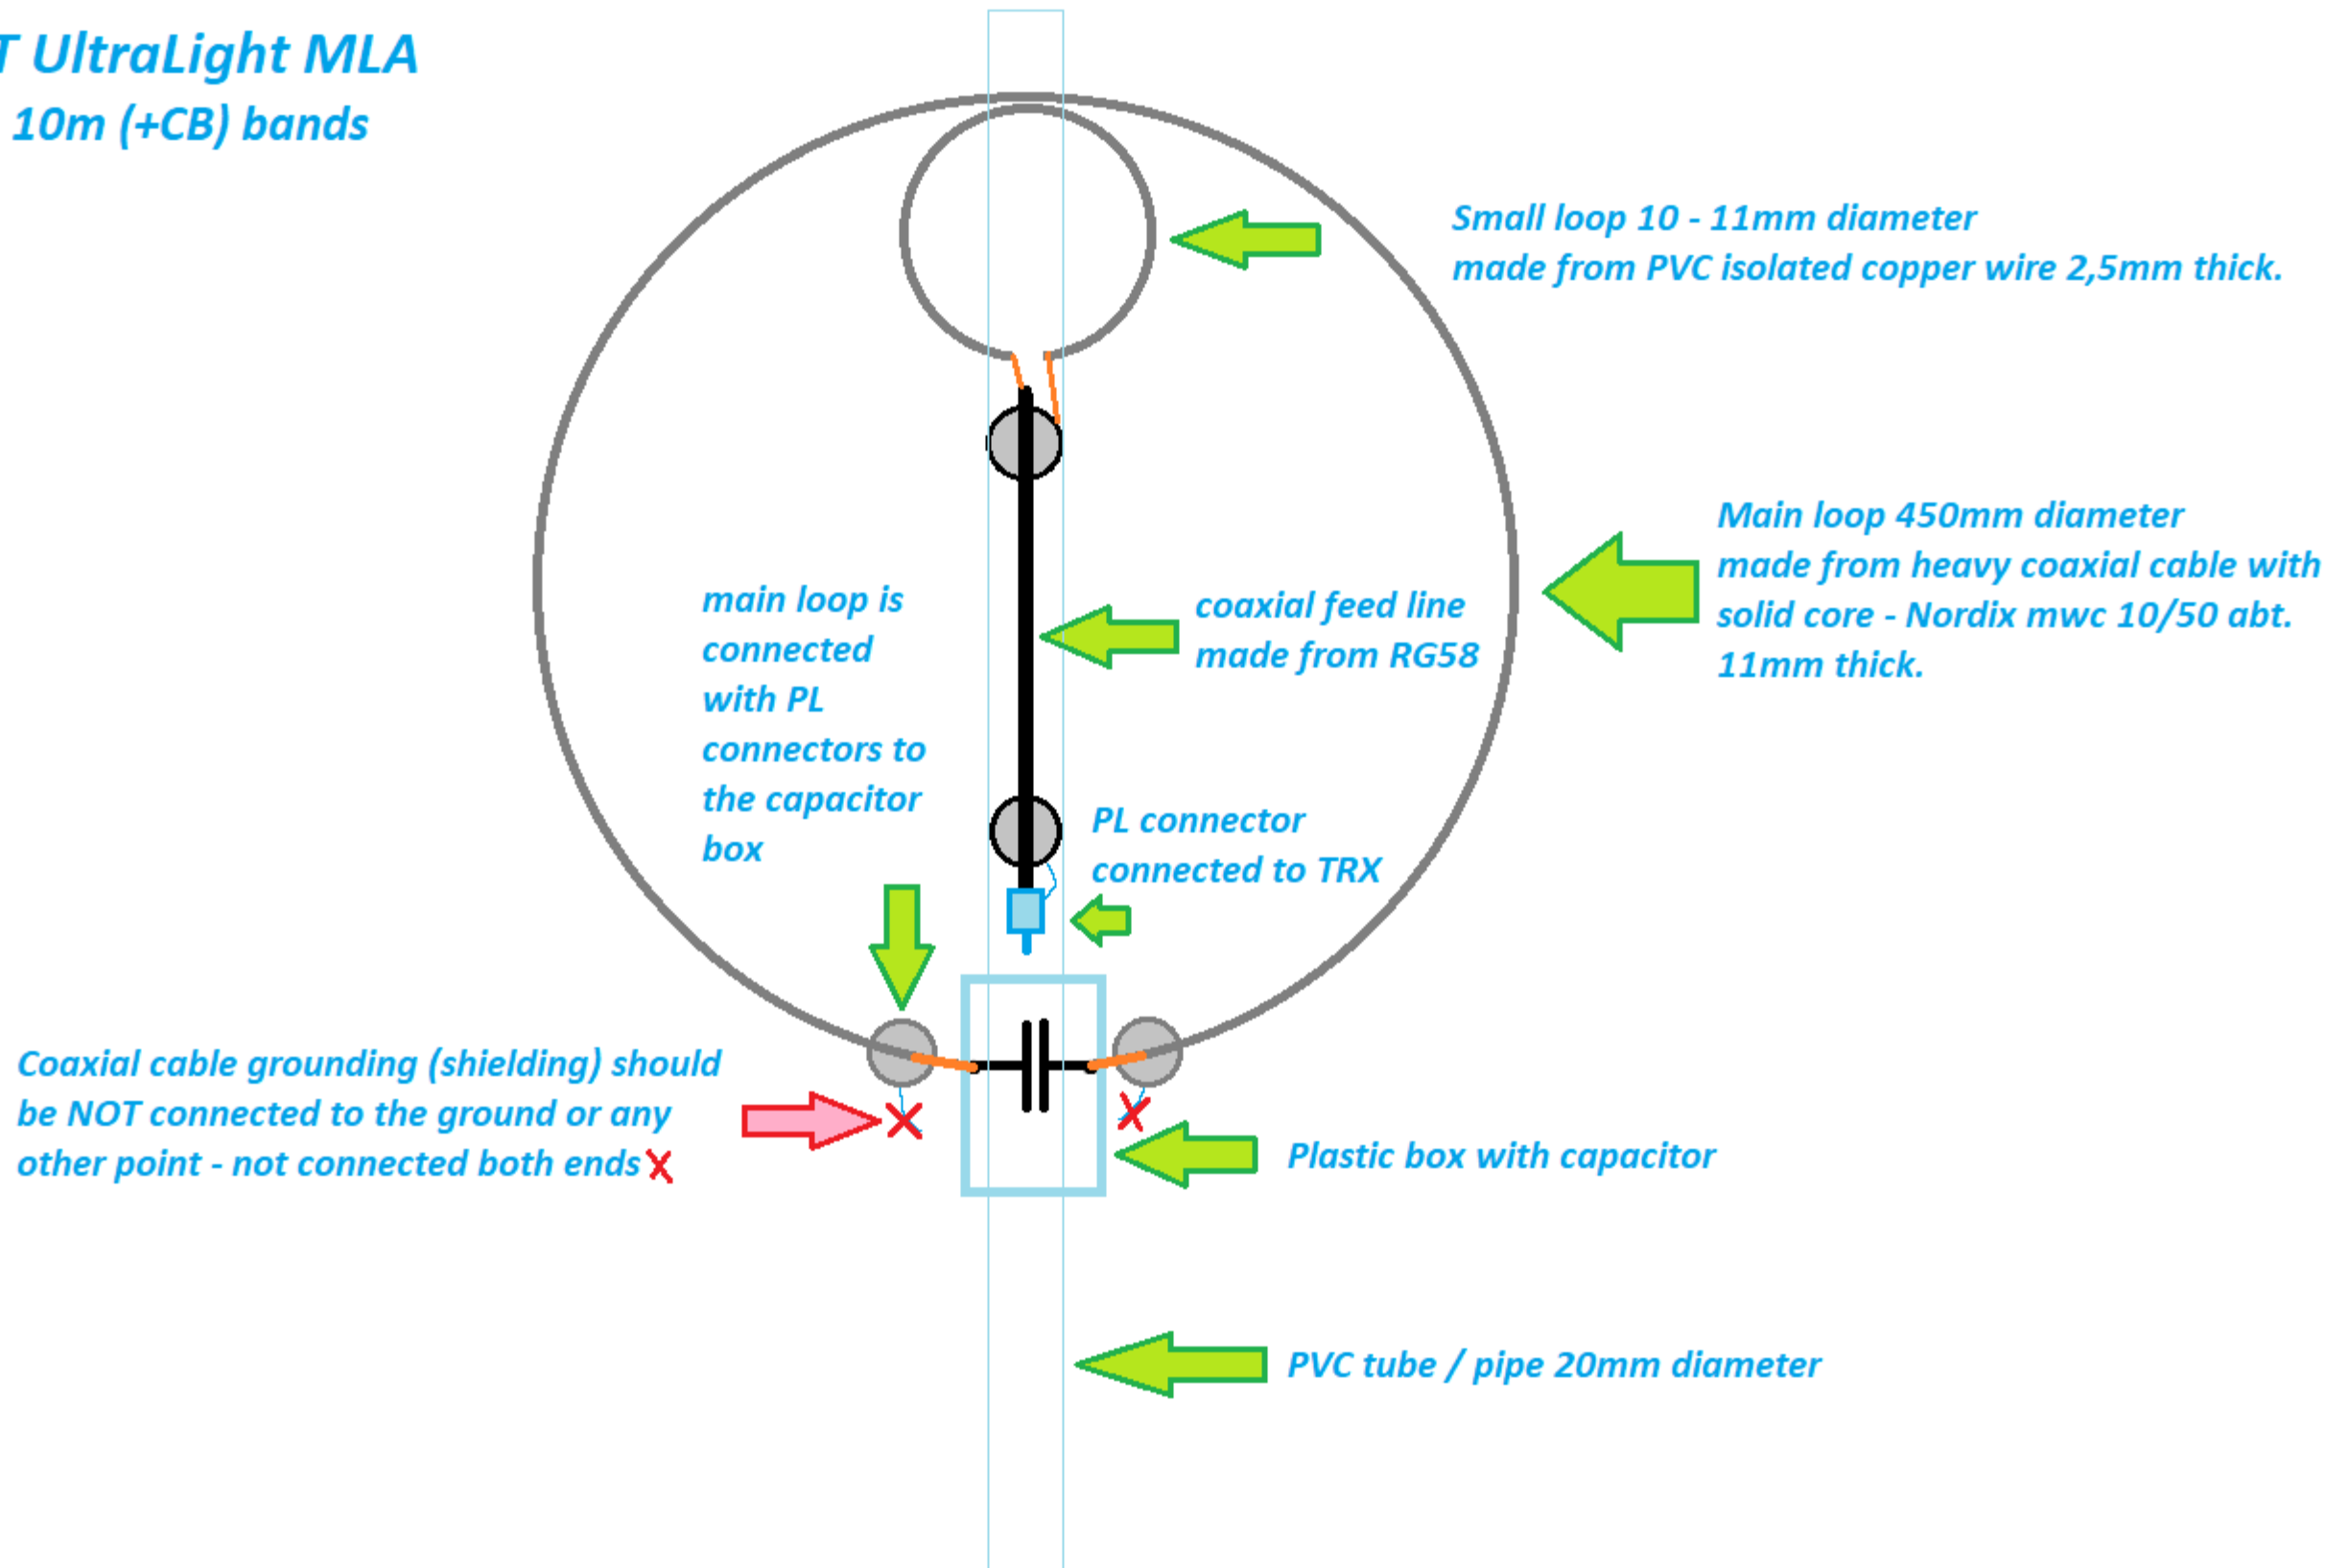 T UltraLight MLA
10m (+CB) bands
Small loop 10 - 11mm diameter
made from PVC isolated copper wire 2,5mm thick.
Main loop 450mm diameter
made from heavy coaxial cable with
solid core - Nordix mwc 10/50 abt.
11mm thick.
main loop is
connected
with PL
connectors to
the capacitor
box
coaxial feed line
made from RG58
PL connector
connected to TRX
Coaxial cable grounding (shielding) should
be NOT connected to the ground or any
other point - not connected both ends
Plastic box with capacitor
PVC tube / pipe 20mm diameter